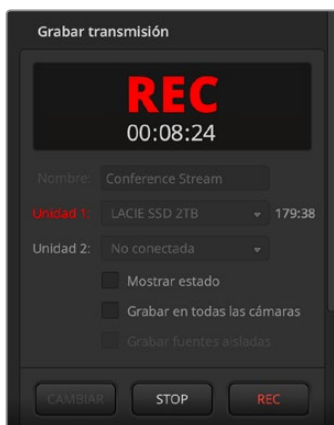 Grabar transmisión
REC
00:08:24
Nombre: Conference Stream
Unidad 1: LACIE SSD 2TB 179:38
Unidad 2: No conectada
Mostrar estado
Grabar en todas las cámaras
Grabar fuentes aisladas
CAMBIAR STOP REC